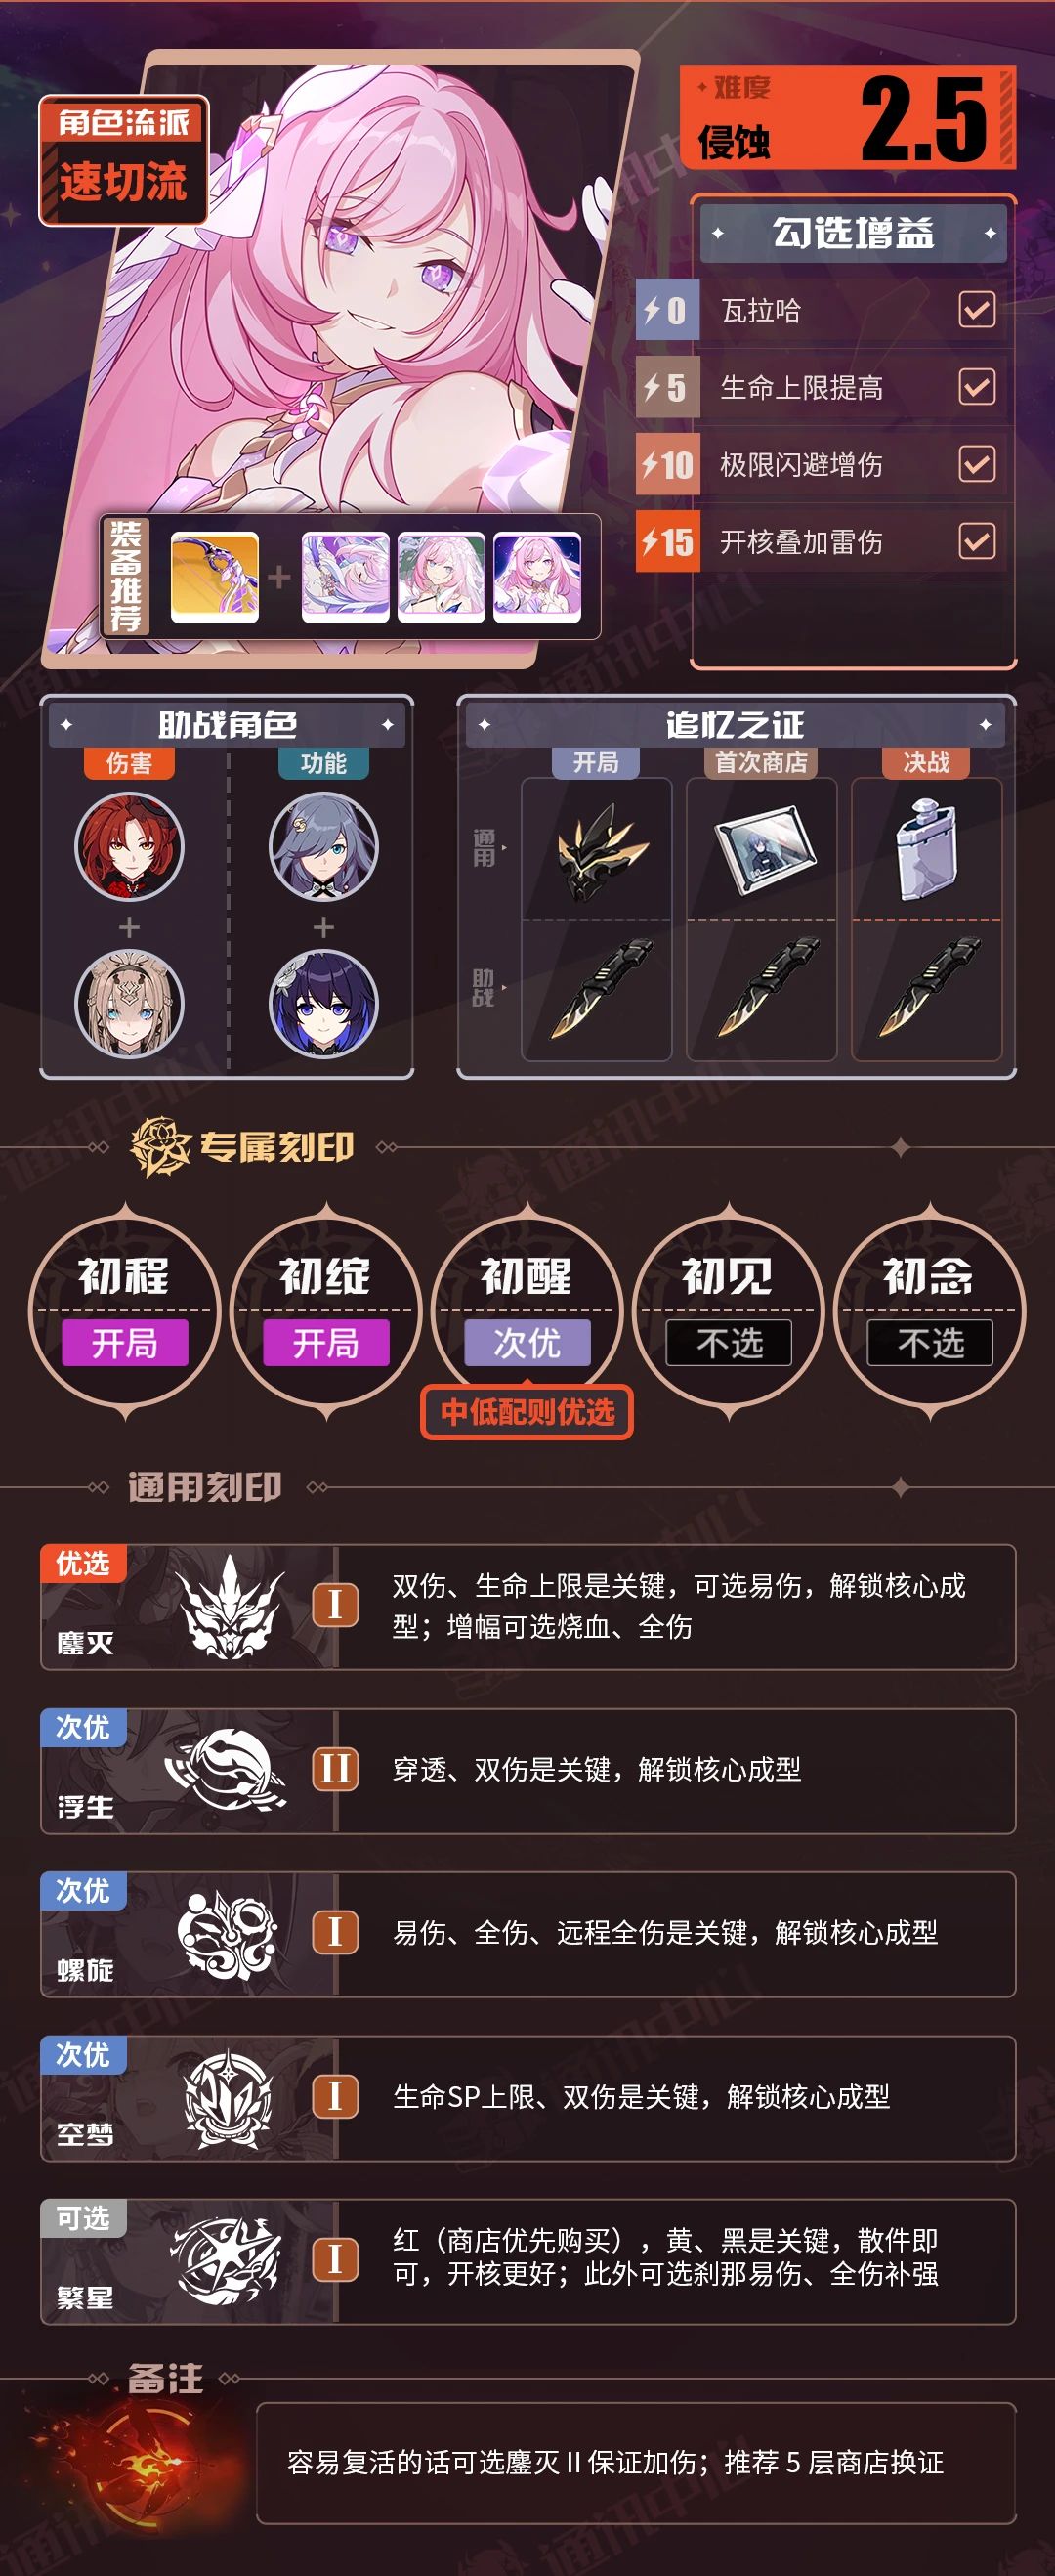 角色流派
速切流
难度
侵蚀
2.5
勾选增益
0 瓦拉哈
5 生命上限提高
10 极限闪避增伤
15 开核叠加雷伤
装备推荐
助战角色
伤害
功能
追忆之证
开局
首次商店
决战
通用
助战
专属刻印
初程
开局
初绽
开局
初醒
次优
中低配则优选
初见
不选
初念
不选
通用刻印
优选
鏖灭
I
双伤、生命上限是关键，可选易伤，解锁核心成
型；增幅可选烧血、全伤
次优
浮生
II
穿透、双伤是关键，解锁核心成型
次优
螺旋
I
易伤、全伤、远程全伤是关键，解锁核心成型
次优
空梦
I
生命SP上限、双伤是关键，解锁核心成型
可选
繁星
I
红（商店优先购买），黄、黑是关键，散件即
可，开核更好；此外可选刹那易伤、全伤补强
备注
容易复活的话可选鏖灭 II 保证加伤；推荐 5 层商店换证
通讯中心